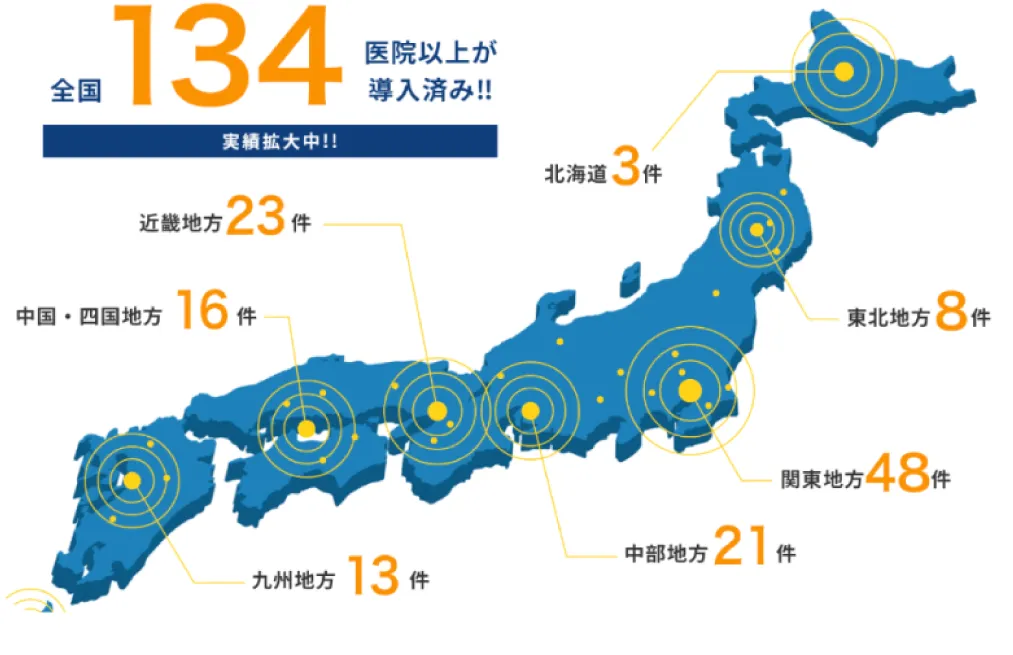 全国 134 医院以上が
導入済み!!
実績拡大中!!
北海道 3件
近畿地方 23 件
中国・四国地方 16 件
東北地方 8 件
関東地方 48 件
中部地方 21 件
九州地方 13 件